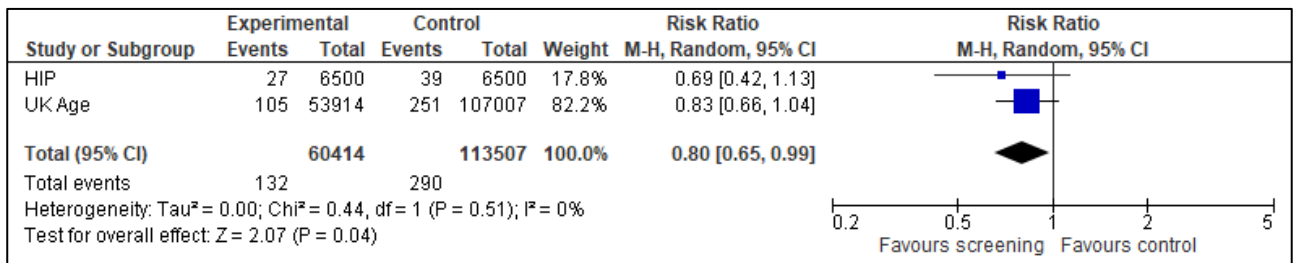 Experimental Control Risk Ratio Risk Ratio
Study or Subgroup Events Total Events Total Weight M-H, Random, 95% CI M-H, Random, 95% CI
HIP 27 6500 39 6500 17.8% 0.69 [0.42, 1.13]
UK Age 105 53914 251 107007 82.2% 0.83 [0.66, 1.04]
Total (95% CI) 60414 113507 100.0% 0.80 [0.65, 0.99]
Total events 132 290
Heterogeneity: Tau² = 0.00; Chi² = 0.44, df = 1 (P = 0.51); I² = 0%
Test for overall effect: Z = 2.07 (P = 0.04)
0.2 0.5 1 2 5
Favours screening Favours control